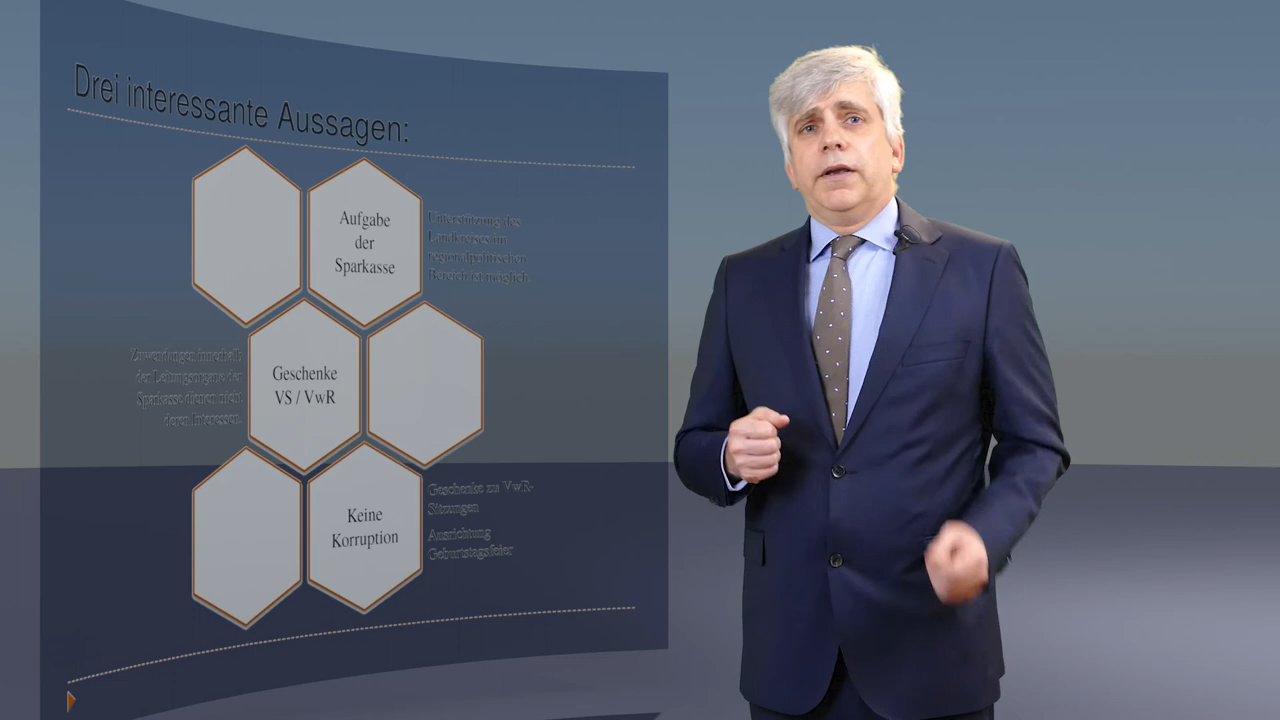 Drei interessante Aussagen:
Aufgabe
der
Sparkasse
Unterstützung des
Landkreises im
regionalpolitischen
Bereich ist möglich.
Geschenke
VS / VwR
Zuwendungen innerhalb
der Leitungsorgane der
Sparkasse dienen nicht
deren Interessen.
Keine
Korruption
Geschenke zu VwR-
Sitzungen
Ausrichtung
Geburtstagsfeier